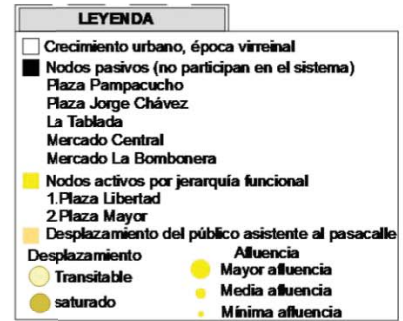 LEYENDA
Crecimiento urbano, época virreinal
Nodos pasivos (no participan en el sistema)
Plaza Pampacucho
Plaza Jorge Chávez
La Tablada
Mercado Central
Mercado La Bombonera
Nodos activos por jerarquía funcional
1.Plaza Libertad
2.Plaza Mayor
Desplazamiento del público asistente al pasacalle
Desplazamiento
Transitable
saturado
Afluencia
Mayor afluencia
Media afluencia
Mínima afluencia